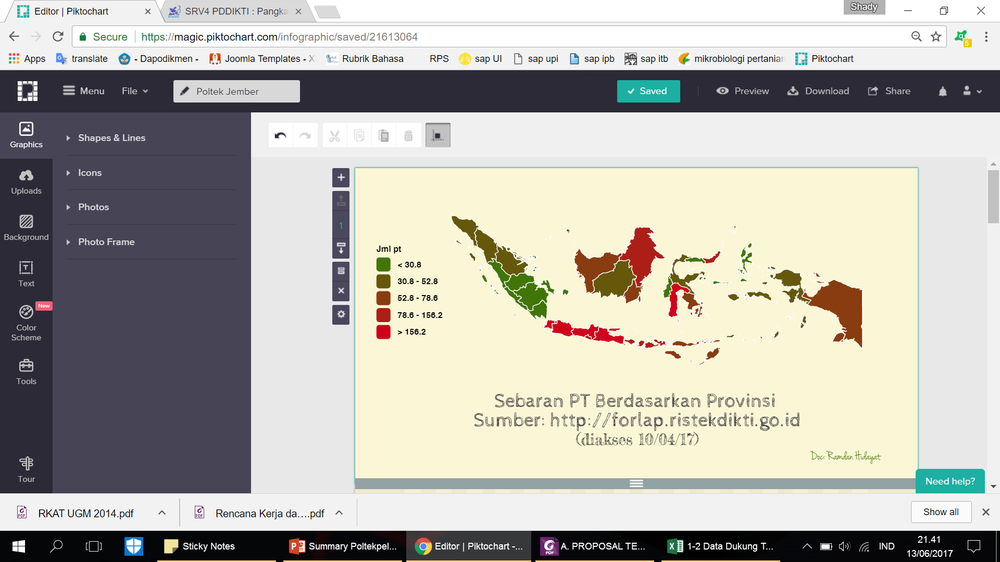 Editor | Piktochart
SRV4 PDDIKTI : Pangka
Shady
Secure
https://magic.piktochart.com/infographic/saved/21613064
5
Apps
translate
- Dapodikmen -
Joomla Templates - X
Rubrik Bahasa
RPS
sap UI
sap upi
sap ipb
sap itb
mikrobiologi pertanian
Piktochart
Menu
File
Poltek Jember
Saved
Preview
Download
Share
Graphics
Uploads
Background
Text
New
Color
Scheme
Tools
Tour
Shapes & Lines
Icons
Photos
Photo Frame
1
Jml pt
< 30.8
30.8 - 52.8
52.8 - 78.6
78.6 - 156.2
> 156.2
Sebaran PT Berdasarkan Provinsi
Sumber: http://forlap.ristekdikti.go.id
(diakses 10/04/17)
Doc: Ramdan Hidayat
Need help?
RKAT UGM 2014.pdf
Rencana Kerja da....pdf
Show all
Sticky Notes
Summary Poltekpel...
Editor | Piktochart -...
A. PROPOSAL TE...
1-2 Data Dukung T...
IND
21.41
13/06/2017